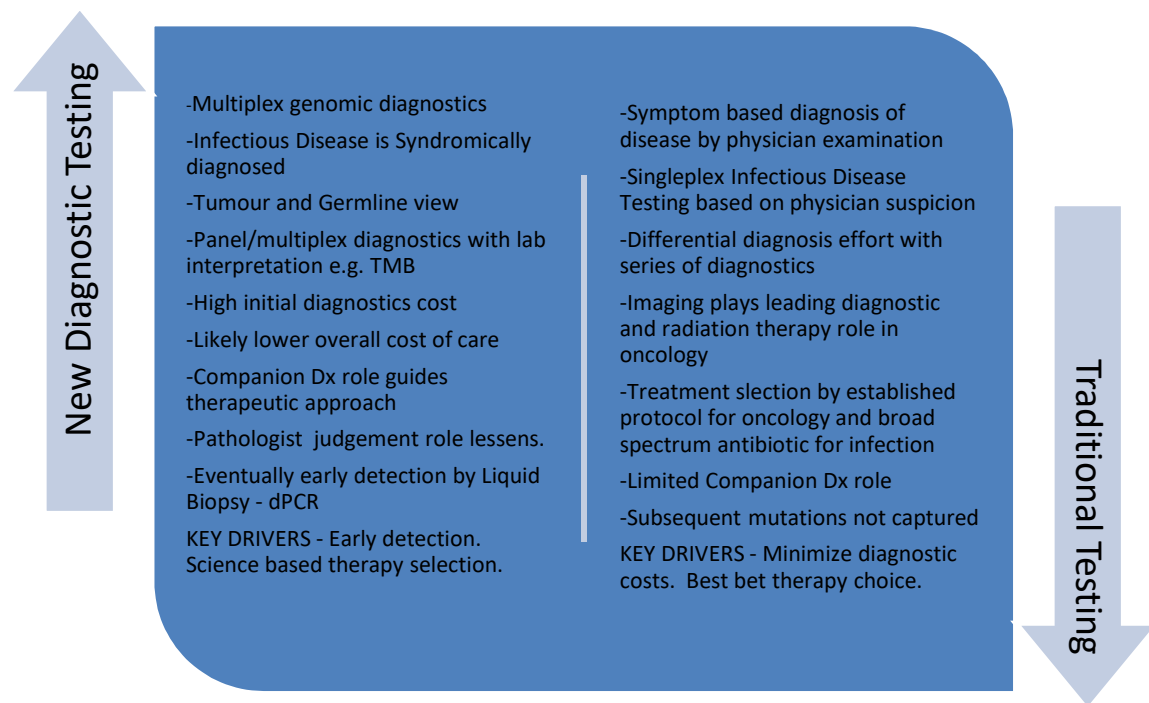 New Diagnostic Testing
-Multiplex genomic diagnostics
-Infectious Disease is Syndromically
diagnosed
-Tumour and Germline view
-Panel/multiplex diagnostics with lab
interpretation e.g. TMB
-High initial diagnostics cost
-Likely lower overall cost of care
-Companion Dx role guides
therapeutic approach
-Pathologist  judgement role lessens.
-Eventually early detection by Liquid
Biopsy - dPCR
KEY DRIVERS - Early detection.
Science based therapy selection.
-Symptom based diagnosis of
disease by physician examination
-Singleplex Infectious Disease
Testing based on physician suspicion
-Differential diagnosis effort with
series of diagnostics
-Imaging plays leading diagnostic
and radiation therapy role in
oncology
-Treatment slection by established
protocol for oncology and broad
spectrum antibiotic for infection
-Limited Companion Dx role
-Subsequent mutations not captured
KEY DRIVERS - Minimize diagnostic
costs.  Best bet therapy choice.
Traditional Testing